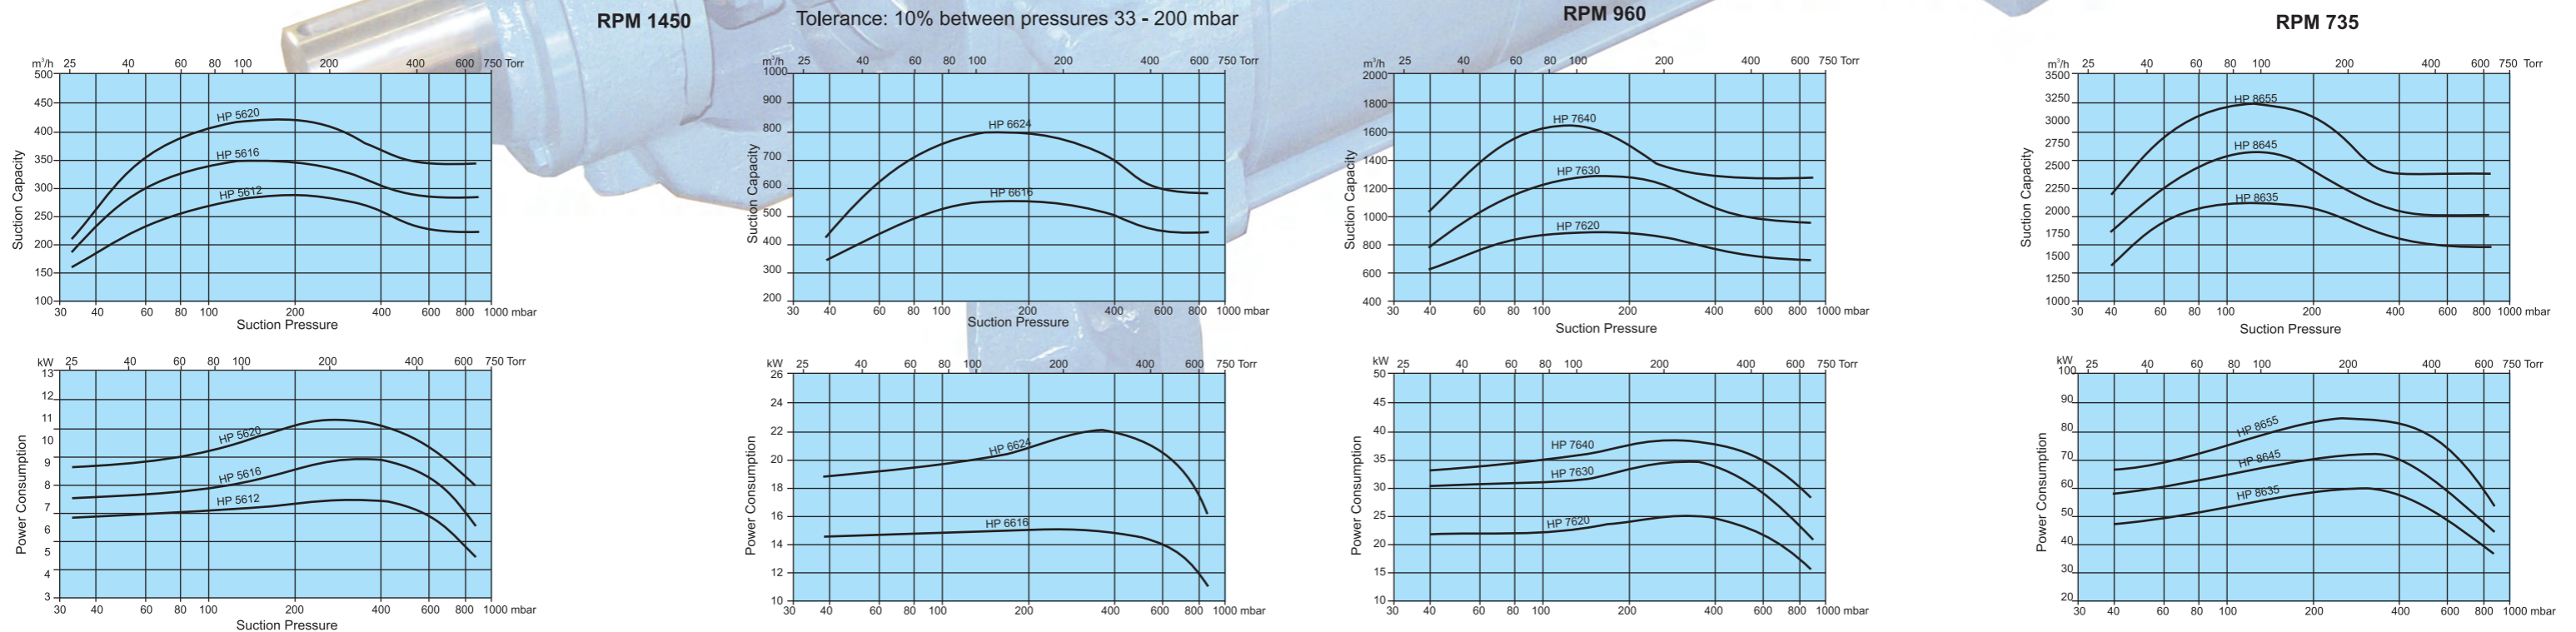 RPM 1450 Tolerance: 10% between pressures 33 - 200 mbar RPM 960 RPM 735
m³/h 25 40 60 80 100 200 400 600 750 Torr
500
450
400
350
300
250
200
150
100
Suction Capacity
HP 5620
HP 5616
HP 5612
30 40 60 80 100 200 400 600 800 1000 mbar
Suction Pressure
m³/h 25 40 60 80 100 200 400 600 750 Torr
1000
900
800
700
600
500
400
300
200
Suction Capacity
HP 6624
HP 6616
30 40 60 80 100 200 400 600 800 1000 mbar
Suction Pressure
m³/h 25 40 60 80 100 200 400 600 750 Torr
2000
1800
1600
1400
1200
1000
800
600
400
Suction Capacity
HP 7640
HP 7630
HP 7620
30 40 60 80 100 200 400 600 800 1000 mbar
Suction Pressure
m³/h 25 40 60 80 100 200 400 600 750 Torr
3500
3250
3000
2750
2500
2250
2000
1750
1500
1250
1000
Suction Capacity
HP 8655
HP 8645
HP 8635
30 40 60 80 100 200 400 600 800 1000 mbar
Suction Pressure
kW 25 40 60 80 100 200 400 600 750 Torr
13
12
11
10
9
8
7
6
5
4
3
Power Consumption
HP 5620
HP 5616
HP 5612
30 40 60 80 100 200 400 600 800 1000 mbar
Suction Pressure
kW 25 40 60 80 100 200 400 600 750 Torr
26
24
22
20
18
16
14
12
10
Power Consumption
HP 6624
HP 6616
30 40 60 80 100 200 400 600 800 1000 mbar
kW 25 40 60 80 100 200 400 600 750 Torr
50
45
40
35
30
25
20
15
10
Power Consumption
HP 7640
HP 7630
HP 7620
30 40 60 80 100 200 400 600 800 1000 mbar
kW 25 40 60 80 100 200 400 600 750 Torr
100
90
80
70
60
50
40
30
20
Power Consumption
HP 8655
HP 8645
HP 8635
30 40 60 80 100 200 400 600 800 1000 mbar